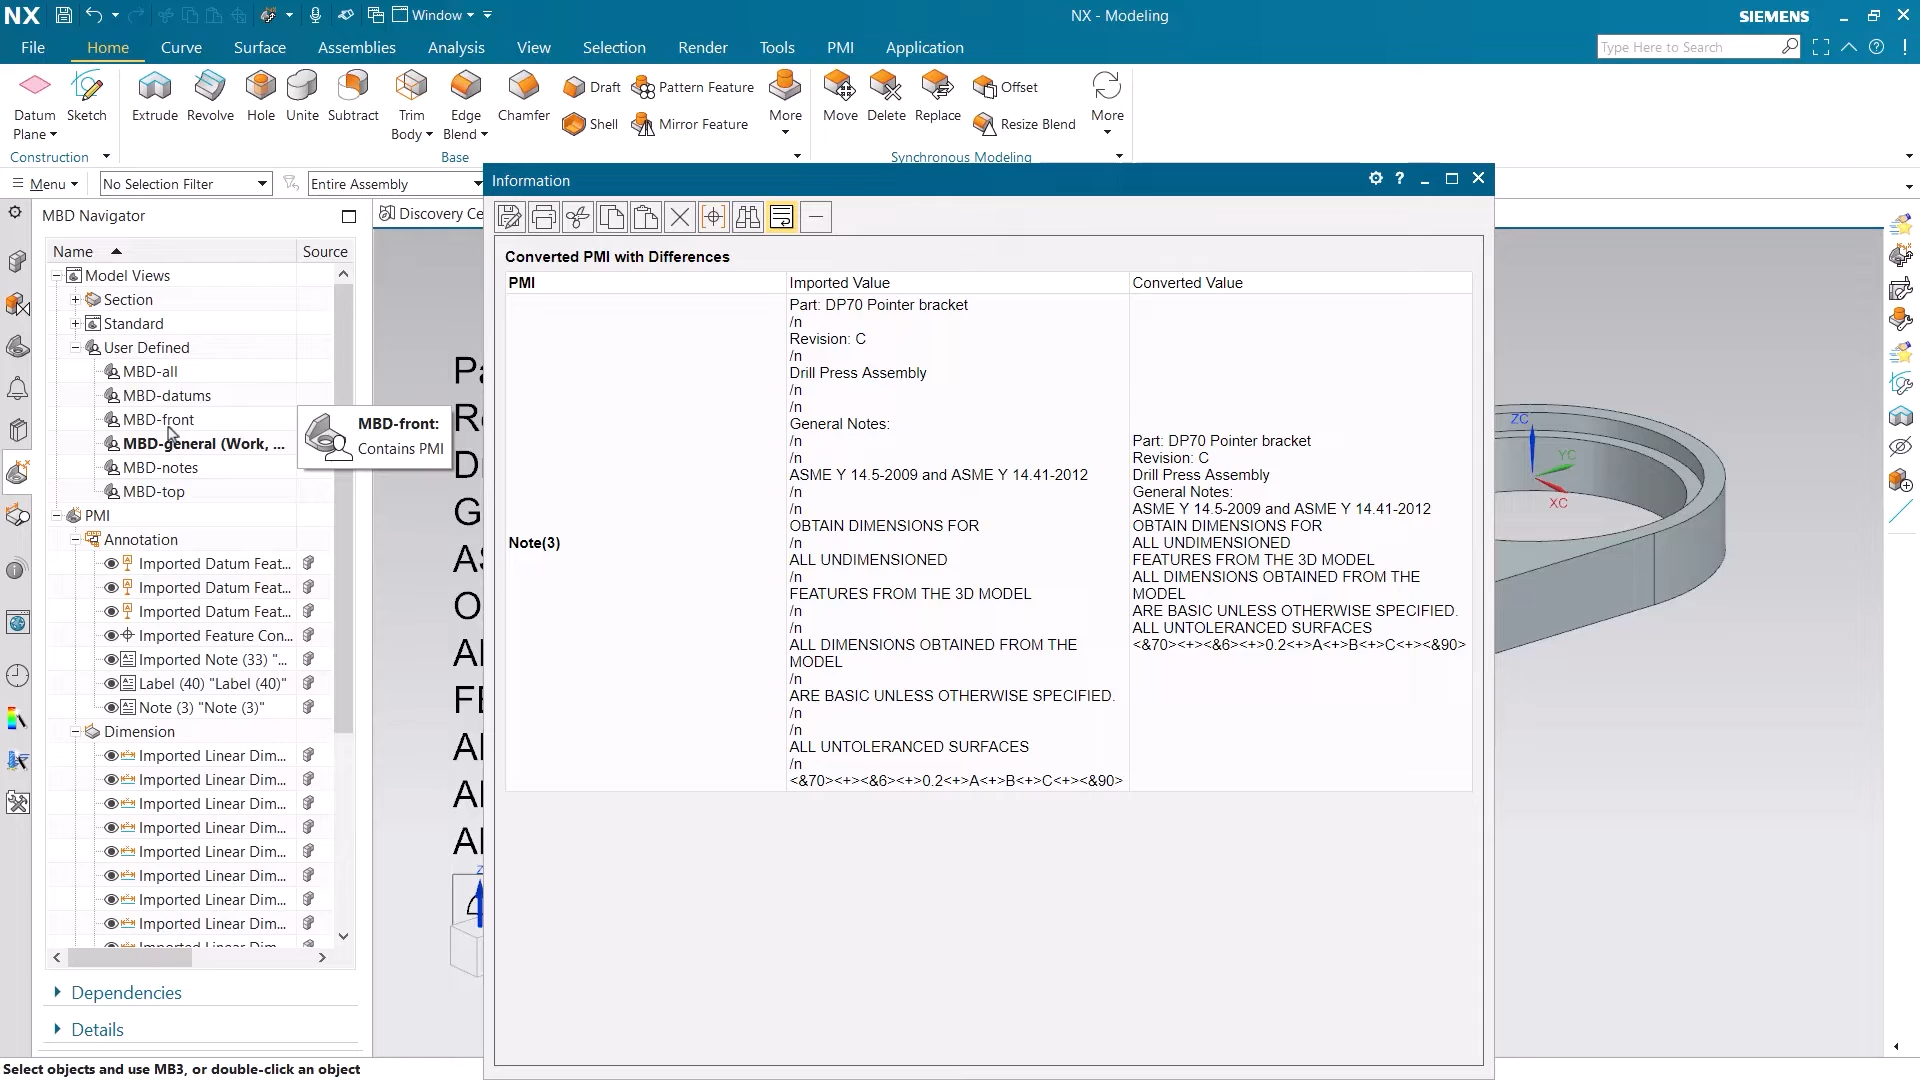 NX
Window
NX - Modeling
SIEMENS
File
Home
Curve
Surface
Assemblies
Analysis
View
Selection
Render
Tools
PMI
Application
Type Here to Search
Datum Plane
Sketch
Extrude
Revolve
Hole
Unite
Subtract
Trim Body
Edge Blend
Chamfer
Draft
Shell
Pattern Feature
Mirror Feature
More
Move
Delete
Replace
Offset
Resize Blend
More
Construction
Base
Synchronous Modeling
Menu
No Selection Filter
Entire Assembly
MBD Navigator
Discovery Ce
Name
Source
Model Views
Section
Standard
User Defined
MBD-all
MBD-datums
MBD-front
MBD-general (Work, ...
MBD-notes
MBD-top
PMI
Annotation
Imported Datum Feat...
Imported Datum Feat...
Imported Datum Feat...
Imported Feature Con...
Imported Note (33) "...
Label (40) "Label (40)"
Note (3) "Note (3)"
Dimension
Imported Linear Dim...
Imported Linear Dim...
Imported Linear Dim...
Imported Linear Dim...
Imported Linear Dim...
Imported Linear Dim...
Imported Linear Dim...
Imported Linear Dim...
Dependencies
Details
MBD-front:
Contains PMI
Information
Converted PMI with Differences
PMI
Imported Value
Converted Value
Note(3)
Part: DP70 Pointer bracket
/n
Revision: C
/n
Drill Press Assembly
/n
/n
General Notes:
/n
/n
ASME Y 14.5-2009 and ASME Y 14.41-2012
/n
/n
OBTAIN DIMENSIONS FOR
/n
ALL UNDIMENSIONED
/n
FEATURES FROM THE 3D MODEL
/n
/n
ALL DIMENSIONS OBTAINED FROM THE
MODEL
/n
ARE BASIC UNLESS OTHERWISE SPECIFIED.
/n
/n
ALL UNTOLERANCED SURFACES
/n
<&70><+><&6><+>0.2<+>A<+>B<+>C<+><&90>
Part: DP70 Pointer bracket
Revision: C
Drill Press Assembly
General Notes:
ASME Y 14.5-2009 and ASME Y 14.41-2012
OBTAIN DIMENSIONS FOR
ALL UNDIMENSIONED
FEATURES FROM THE 3D MODEL
ALL DIMENSIONS OBTAINED FROM THE
MODEL
ARE BASIC UNLESS OTHERWISE SPECIFIED.
ALL UNTOLERANCED SURFACES
<&70><+><&6><+>0.2<+>A<+>B<+>C<+><&90>
ZC
YC
XC
Select objects and use MB3, or double-click an object